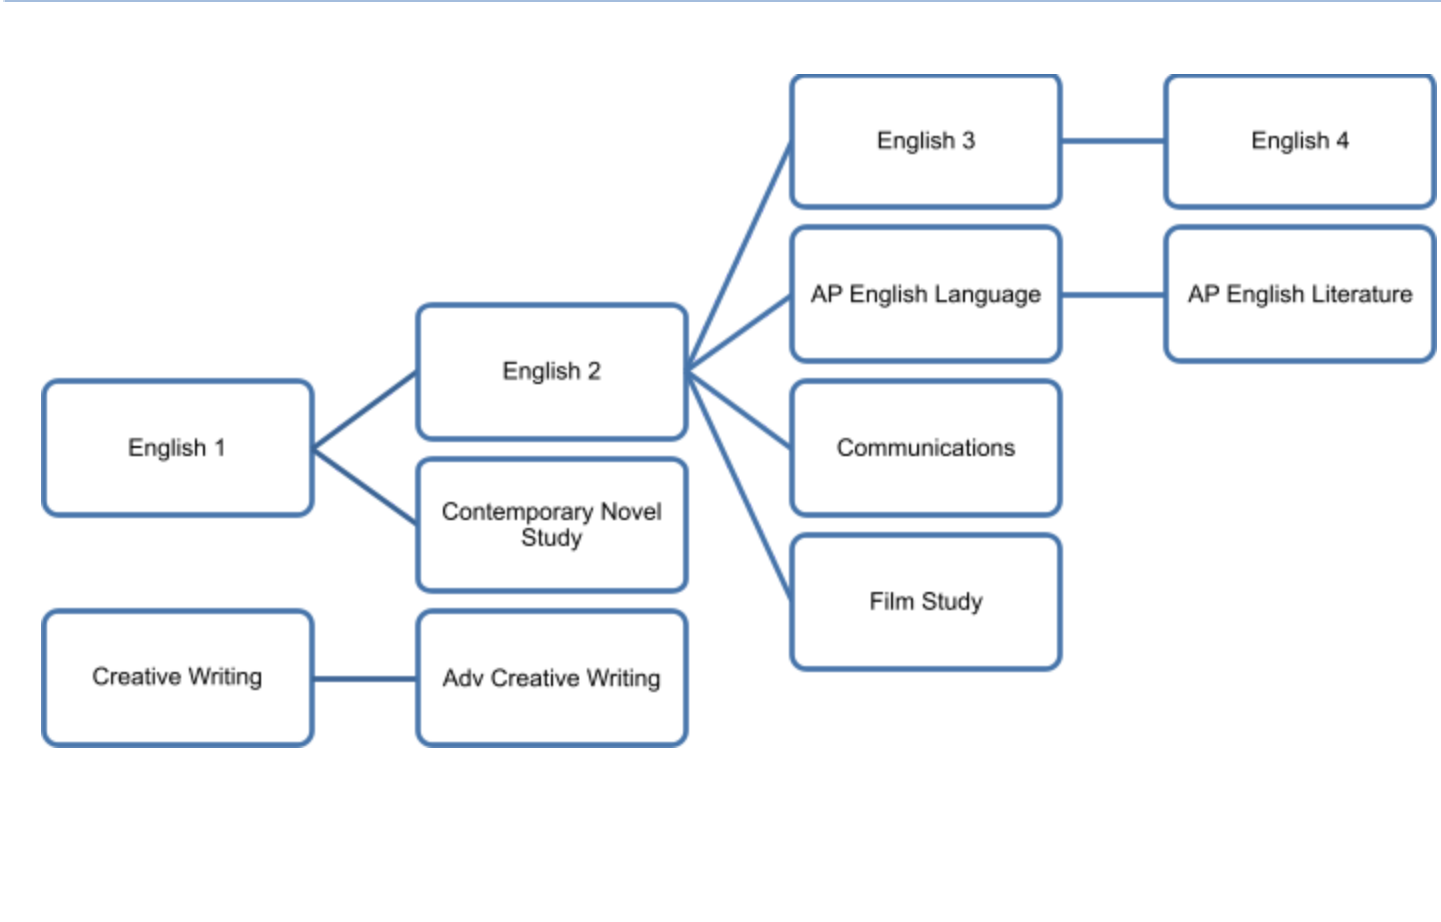 English 1
English 2
Contemporary Novel
Study
English 3
English 4
AP English Language
AP English Literature
Communications
Film Study
Creative Writing
Adv Creative Writing